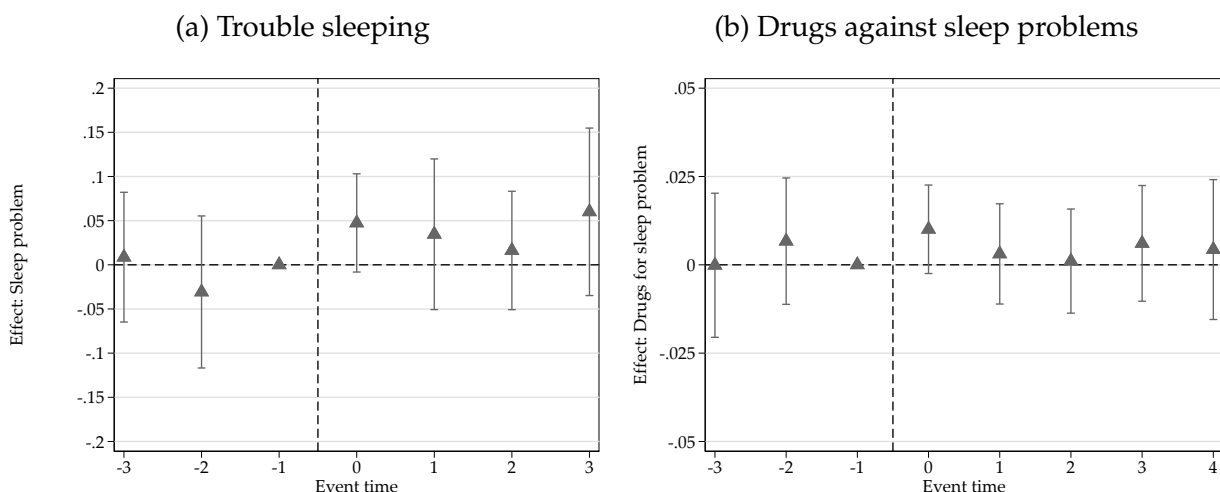 (a) Trouble sleeping
.2
.15
.1
.05
0
-.05
-.1
-.15
-.2
Effect: Sleep problem
-3 -2 -1 0 1 2 3
Event time
(b) Drugs against sleep problems
.05
.025
0
-.025
-.05
Effect: Drugs for sleep problem
-3 -2 -1 0 1 2 3 4
Event time